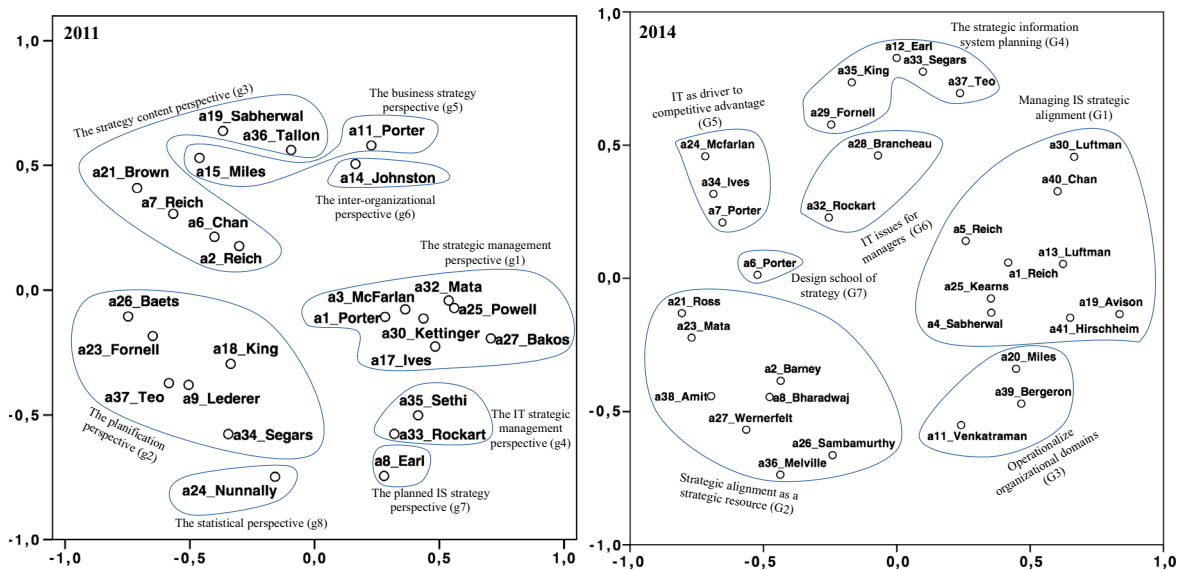 2011
1,0
0,5
0,0
-0,5
-1,0
-1,0
-0,5
0,0
0,5
1,0
The strategy content perspective (g3)
a19_Sabherwal
a36_Tallon
a15_Miles
a21_Brown
a7_Reich
a6_Chan
a2_Reich
The business strategy
perspective (g5)
a11_Porter
a14_Johnston
The inter-organizational
perspective (g6)
The strategic management
perspective (g1)
a32_Mata
a3_McFarlan
a25_Powell
a1_Porter
a30_Kettinger
a27_Bakos
a17_Ives
a26_Baets
a23_Fornell
a18_King
a37_Teo
a9_Lederer
a34_Segars
The planification
perspective (g2)
a35_Sethi
a33_Rockart
The IT strategic
management
perspective (g4)
a8_Earl
The planned IS strategy
perspective (g7)
a24_Nunnally
The statistical perspective (g8)
2014
1,0
0,5
0,0
-0,5
-1,0
-1,0
-0,5
0,0
0,5
1,0
The strategic information
system planning (G4)
a12_Earl
a33_Segars
a35_King
a37_Teo
a29_Fornell
IT as driver to
competitive advantage
(G5)
a24_Mcfarlan
a34_Ives
a7_Porter
a28_Brancheau
a32_Rockart
IT issues for
managers (G6)
Managing IS strategic
alignment (G1)
a30_Luftman
a40_Chan
a5_Reich
a13_Luftman
a1_Reich
a25_Kearns
a19_Avison
a4_Sabherwal
a41_Hirschheim
a6_Porter
Design school of
strategy (G7)
a21_Ross
a23_Mata
a2_Barney
a38_Amit
a8_Bharadwaj
a27_Wernerfelt
a26_Sambamurthy
a36_Melville
Strategic alignment as a
strategic resource (G2)
a20_Miles
a39_Bergeron
a11_Venkatraman
Operationalize
organizational domains
(G3)